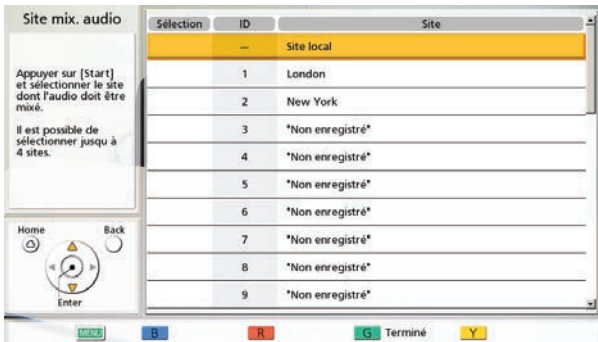 Site mix. audio
Appuyer sur [Start]
et sélectionner le site
dont l'audio doit être
mixé.
Il est possible de
sélectionner jusqu'à
4 sites.
Home Back
Enter
Sélection ID Site
-- Site local
1 London
2 New York
3 "Non enregistré"
4 "Non enregistré"
5 "Non enregistré"
6 "Non enregistré"
7 "Non enregistré"
8 "Non enregistré"
9 "Non enregistré"
MENU B R G Terminé Y